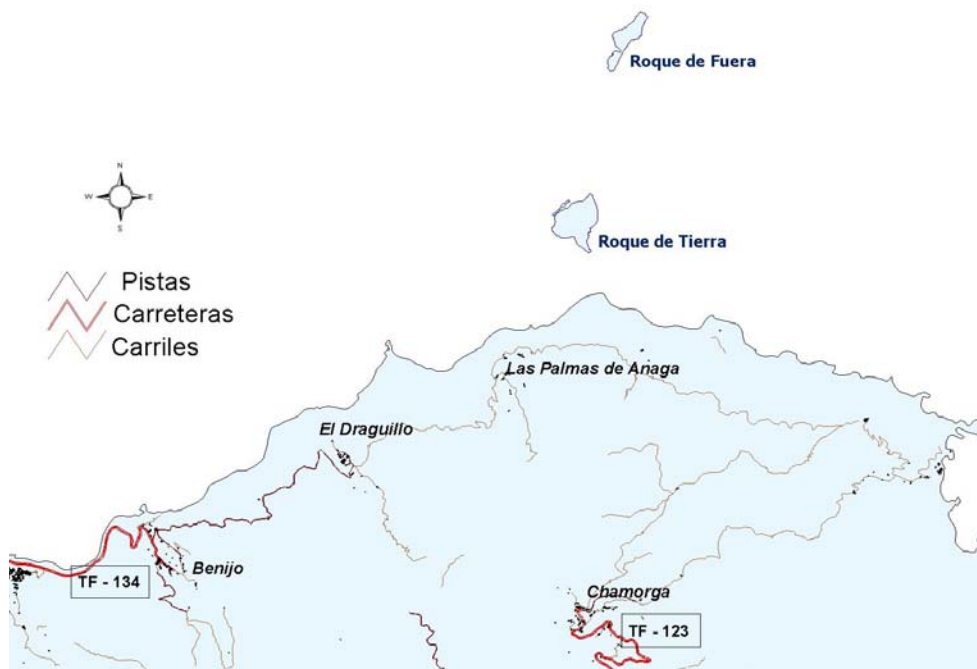 Roque de Fuera
N
W
E
S
Roque de Tierra
Pistas
Carreteras
Carriles
Las Palmas de Anaga
El Draguillo
Benijo
TF - 134
Chamorga
TF - 123